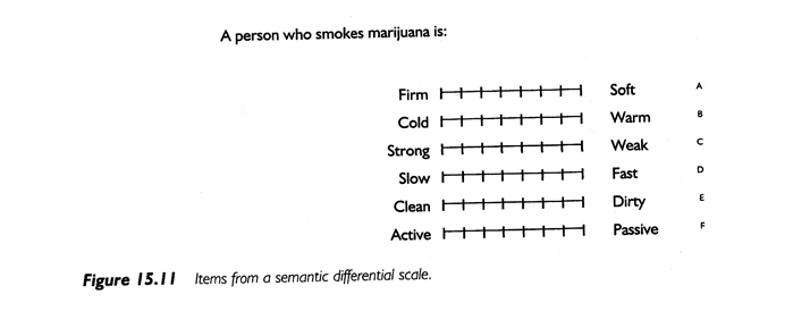 A person who smokes marijuana is:
Firm Soft A
Cold Warm B
Strong Weak C
Slow Fast D
Clean Dirty E
Active Passive F
Figure 15.11 Items from a semantic differential scale.